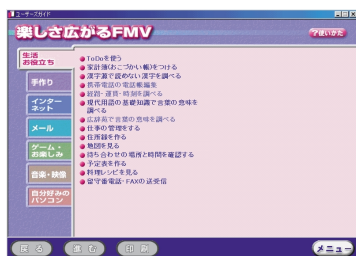 ユーザーズガイド
楽しさ広がるFMV
?使いかた
生活
お役立ち
手作り
インター
ネット
メール
ゲーム・
お楽しみ
音楽・映像
自分好みの
パソコン
ToDoを使う
家計簿(おこづかい帳)をつける
漢字源で読めない漢字を調べる
携帯電話の電話帳編集
経路・運賃・時刻を調べる
現代用語の基礎知識で言葉の意味を
調べる
広辞苑で言葉の意味を調べる
仕事の管理をする
住所録を作る
地図を見る
待ち合わせの場所と時間を確認する
予定表を作る
料理レシピを見る
留守番電話・FAXの送受信
戻る
進む
印刷
メニュー